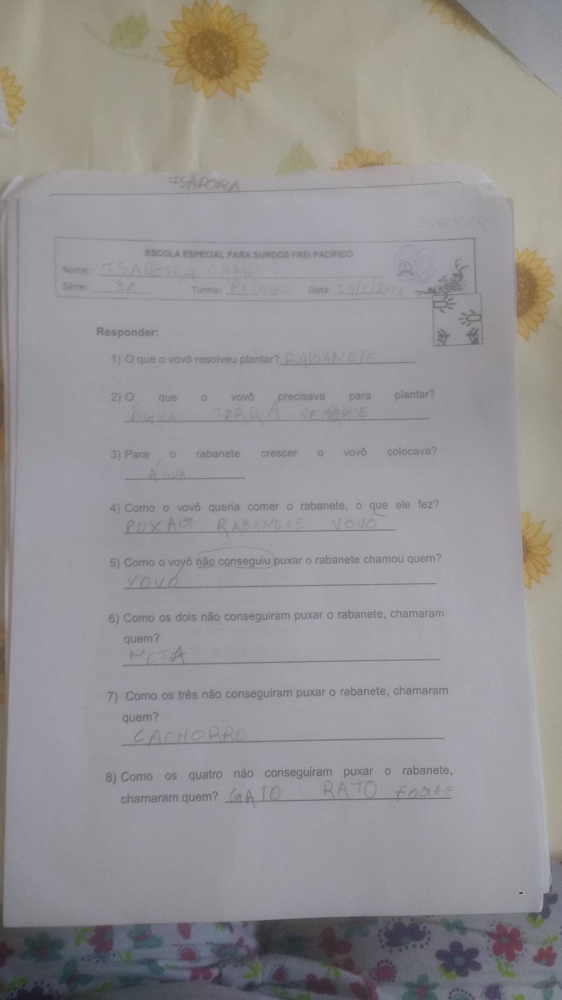 ISADORA
ESCOLA ESPECIAL PARA SURDOS FREI PACÍFICO
Nome: ISADORA CAMPOS
Série: 31 Turma: Data: 29/6/2016
Responder:
1) O que o vovô resolveu plantar? RABANETE
2) O que o vovô precisava para plantar?
ÁGUA TERRA SEMENTE
3) Para o rabanete crescer o vovô colocava?
ÁGUA
4) Como o vovô queria comer o rabanete, o que ele fez?
PUXAR RABANETE VOVÔ
5) Como o vovô não conseguiu puxar o rabanete chamou quem?
VOVÓ
6) Como os dois não conseguiram puxar o rabanete, chamaram
quem?
NETA
7) Como os três não conseguiram puxar o rabanete, chamaram
quem?
CACHORRO
8) Como os quatro não conseguiram puxar o rabanete,
chamaram quem? GATO RATO forte